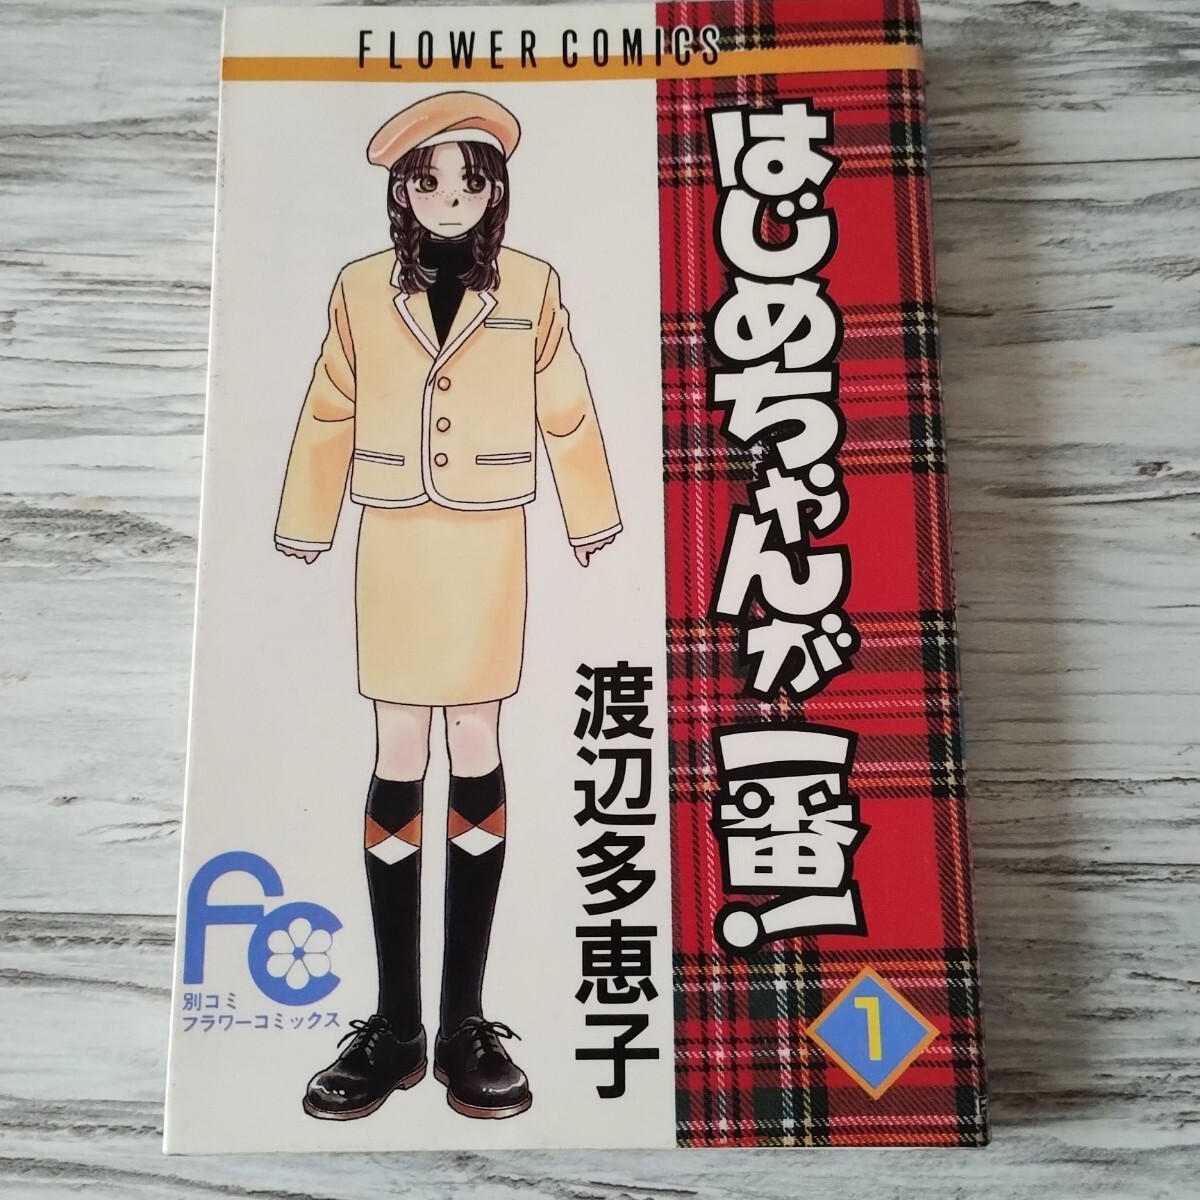 FLOWER COMICS
はじめちゃんが一番!
渡辺多恵子
1
fc
別コミ
フラワーコミックス